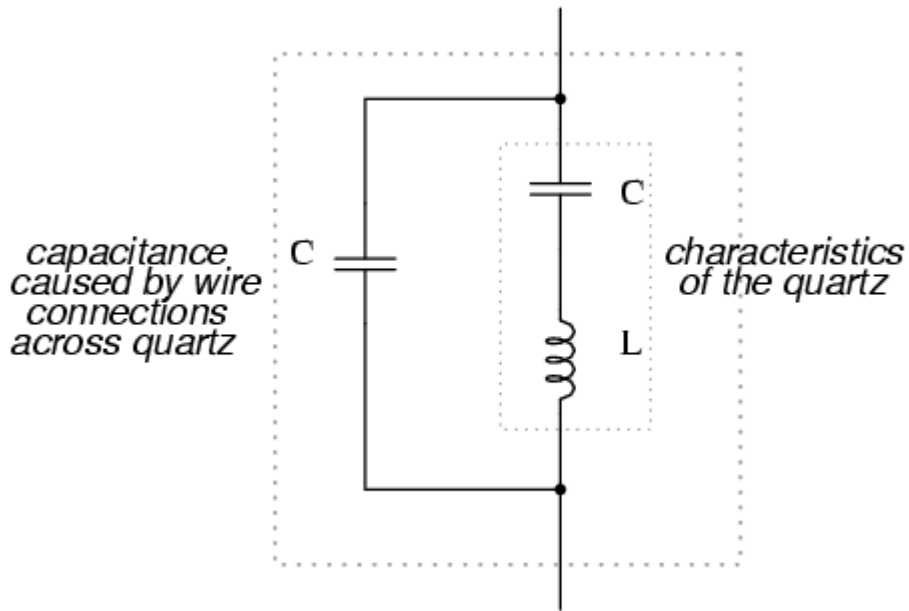 capacitance
caused by wire
connections
across quartz
C
C
L
characteristics
of the quartz